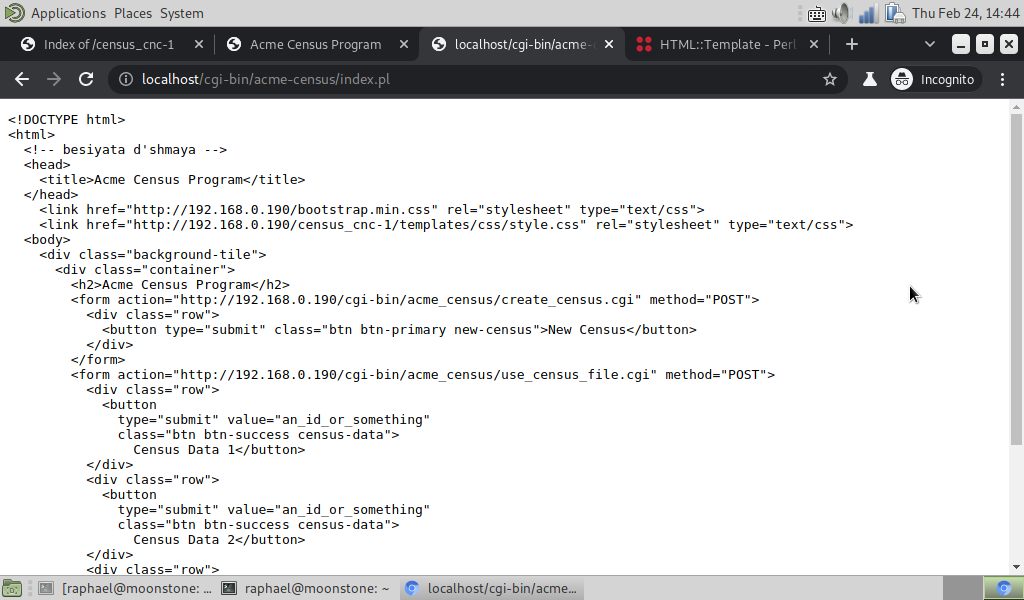 Applications Places System Thu Feb 24, 14:44
Index of /census_cnc-1 Acme Census Program localhost/cgi-bin/acme- HTML::Template - Perl
localhost/cgi-bin/acme-census/index.pl Incognito
<!DOCTYPE html>
<html>
<!-- besiyata d'shmaya -->
<head>
<title>Acme Census Program</title>
</head>
<link href="http://192.168.0.190/bootstrap.min.css" rel="stylesheet" type="text/css">
<link href="http://192.168.0.190/census_cnc-1/templates/css/style.css" rel="stylesheet" type="text/css">
<body>
<div class="background-tile">
<div class="container">
<h2>Acme Census Program</h2>
<form action="http://192.168.0.190/cgi-bin/acme_census/create_census.cgi" method="POST">
<div class="row">
<button type="submit" class="btn btn-primary new-census">New Census</button>
</div>
</form>
<form action="http://192.168.0.190/cgi-bin/acme_census/use_census_file.cgi" method="POST">
<div class="row">
<button
type="submit" value="an_id_or_something"
class="btn btn-success census-data">
Census Data 1</button>
</div>
<div class="row">
<button
type="submit" value="an_id_or_something"
class="btn btn-success census-data">
Census Data 2</button>
</div>
<div class="row">
[raphael@moonstone: ... raphael@moonstone: ~ localhost/cgi-bin/acme...